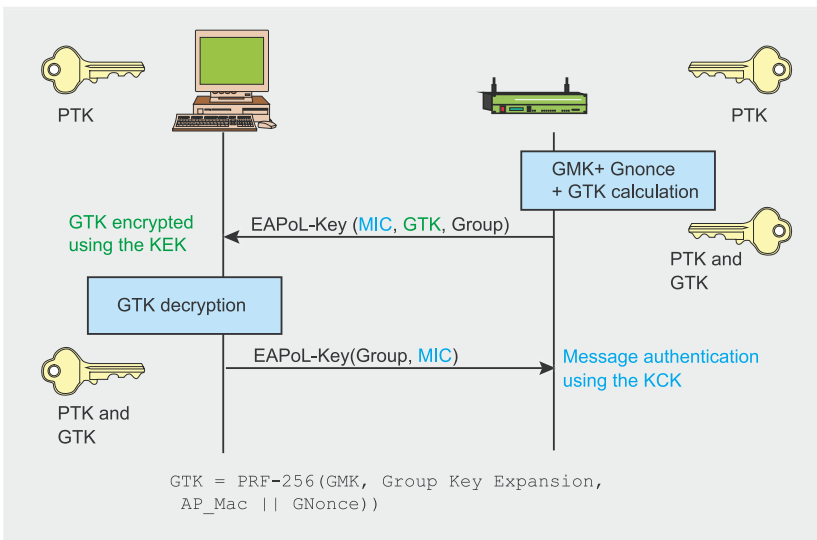 PTK
PTK
GMK+ Gnonce
+ GTK calculation
GTK encrypted
using the KEK
EAPoL-Key (MIC, GTK, Group)
PTK and
GTK
GTK decryption
EAPoL-Key(Group, MIC)
Message authentication
using the KCK
PTK and
GTK
GTK = PRF-256(GMK, Group Key Expansion,
AP_Mac || GNonce))